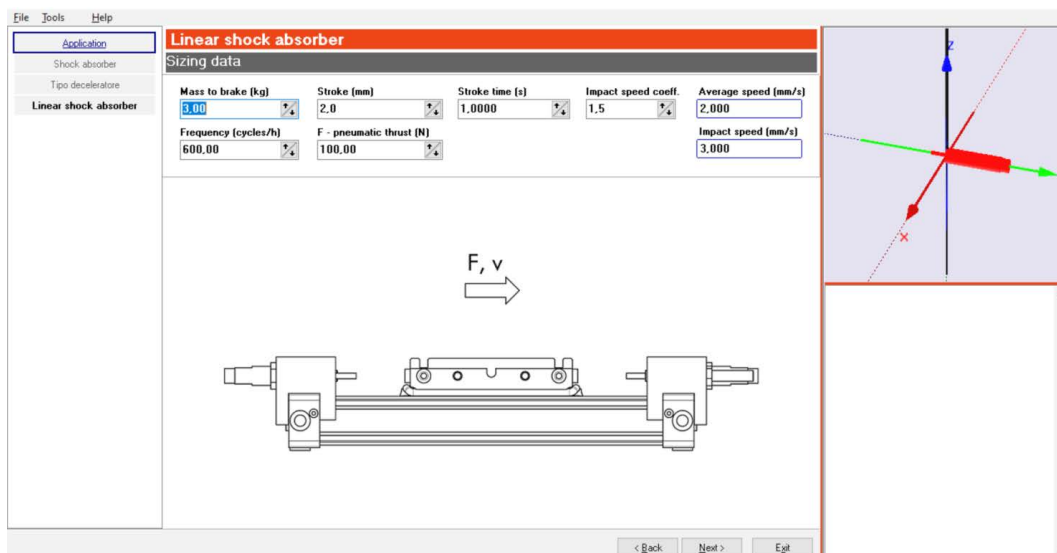 File Tools Help
Application
Shock absorber
Tipo deceleratore
Linear shock absorber
Linear shock absorber
Sizing data
Mass to brake (kg) Stroke (mm) Stroke time (s) Impact speed coeff. Average speed (mm/s)
3,00 2,0 1,0000 1,5 2,000
Frequency (cycles/h) F - pneumatic thrust (N) Impact speed (mm/s)
600,00 100,00 3,000
F, v
Z
X
< Back Next > Exit